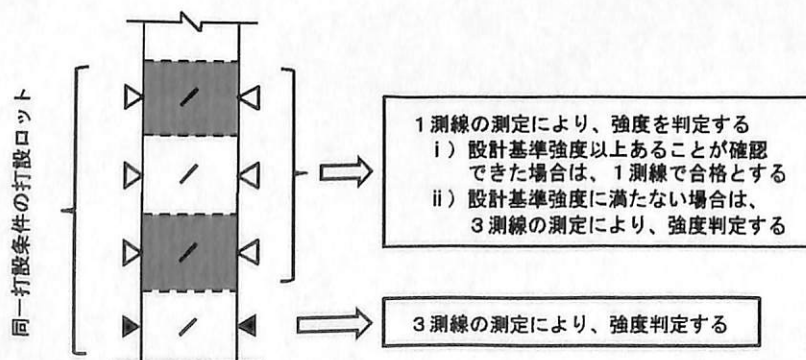 同一打設条件の打設ロット
1測線の測定により、強度を判定する
ⅰ）設計基準強度以上あることが確認
できた場合は、1測線で合格とする
ⅱ）設計基準強度に満たない場合は、
3測線の測定により、強度判定する
3測線の測定により、強度判定する